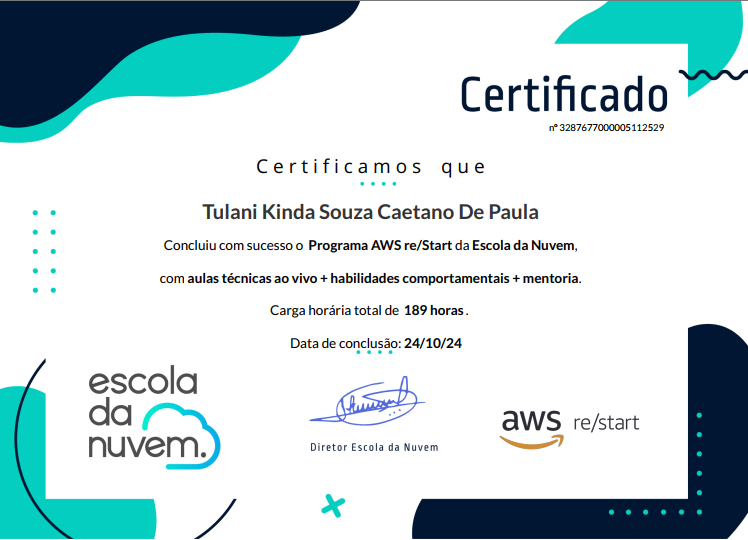 Certificado
nº 3287677000005112529
Certificamos que
Tulani Kinda Souza Caetano De Paula
Concluiu com sucesso o Programa AWS re/Start da Escola da Nuvem,
com aulas técnicas ao vivo + habilidades comportamentais + mentoria.
Carga horária total de 189 horas.
Data de conclusão: 24/10/24
escola
da
nuvem.
Diretor Escola da Nuvem
aws re/start